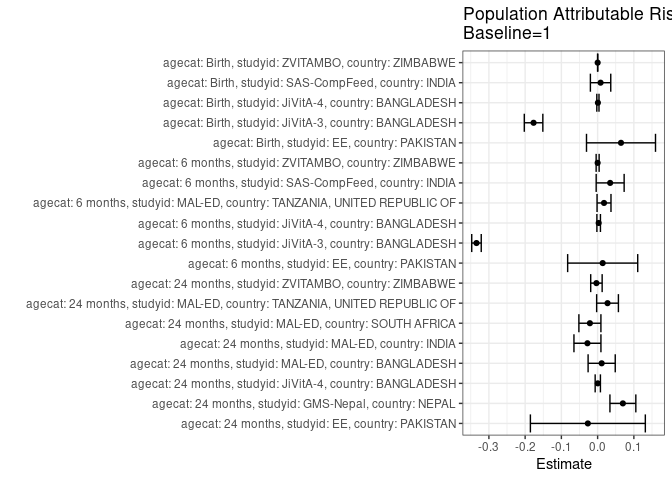 Population Attributable Ris
Baseline=1
agecat: Birth, studyid: ZVITAMBO, country: ZIMBABWE
agecat: Birth, studyid: SAS-CompFeed, country: INDIA
agecat: Birth, studyid: JiVitA-4, country: BANGLADESH
agecat: Birth, studyid: JiVitA-3, country: BANGLADESH
agecat: Birth, studyid: EE, country: PAKISTAN
agecat: 6 months, studyid: ZVITAMBO, country: ZIMBABWE
agecat: 6 months, studyid: SAS-CompFeed, country: INDIA
agecat: 6 months, studyid: MAL-ED, country: TANZANIA, UNITED REPUBLIC OF
agecat: 6 months, studyid: JiVitA-4, country: BANGLADESH
agecat: 6 months, studyid: JiVitA-3, country: BANGLADESH
agecat: 6 months, studyid: EE, country: PAKISTAN
agecat: 24 months, studyid: ZVITAMBO, country: ZIMBABWE
agecat: 24 months, studyid: MAL-ED, country: TANZANIA, UNITED REPUBLIC OF
agecat: 24 months, studyid: MAL-ED, country: SOUTH AFRICA
agecat: 24 months, studyid: MAL-ED, country: INDIA
agecat: 24 months, studyid: MAL-ED, country: BANGLADESH
agecat: 24 months, studyid: JiVitA-4, country: BANGLADESH
agecat: 24 months, studyid: GMS-Nepal, country: NEPAL
agecat: 24 months, studyid: EE, country: PAKISTAN
-0.3 -0.2 -0.1 0.0 0.1
Estimate